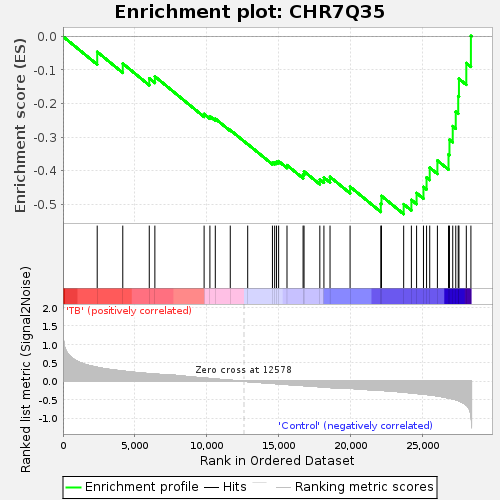 Enrichment plot: CHR7Q35
Enrichment score (ES)
0.0
-0.1
-0.2
-0.3
-0.4
-0.5
'TB' (positively correlated)
Ranked list metric (Signal2Noise)
2.0
1.5
1.0
0.5
0.0
-0.5
-1.0
Zero cross at 12578
'Control' (negatively correlated)
0
5,000
10,000
15,000
20,000
25,000
Rank in Ordered Dataset
Enrichment profile
Hits
Ranking metric scores